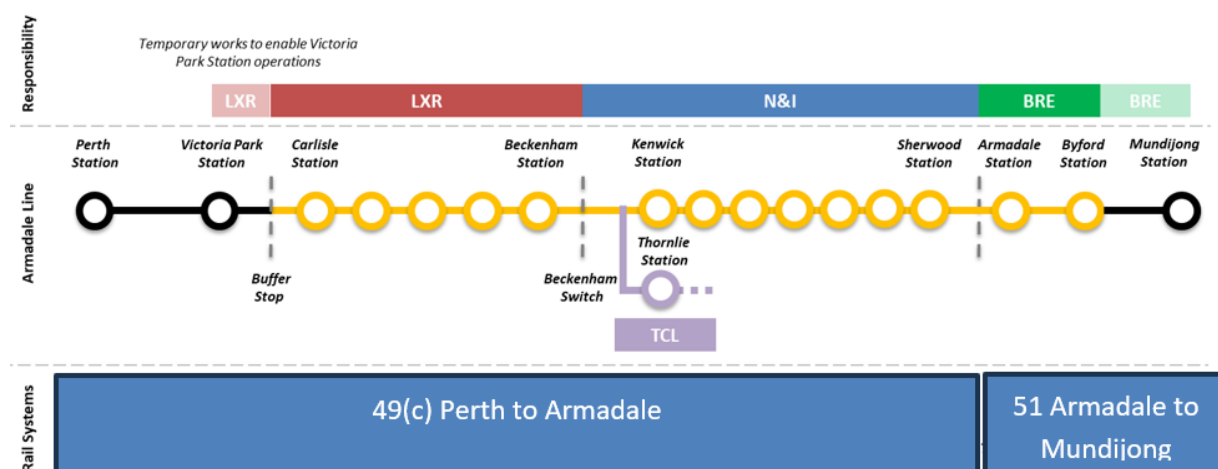 Responsibility
Temporary works to enable Victoria
Park Station operations
LXR
LXR
N&I
BRE
BRE
Armadale Line
Perth
Station
Victoria Park
Station
Carlisle
Station
Beckenham
Station
Kenwick
Station
Sherwood
Station
Armadale
Station
Byford
Station
Mundijong
Station
Buffer
Stop
Beckenham
Switch
Thornlie
Station
TCL
Rail Systems
49(c) Perth to Armadale
51 Armadale to
Mundijong